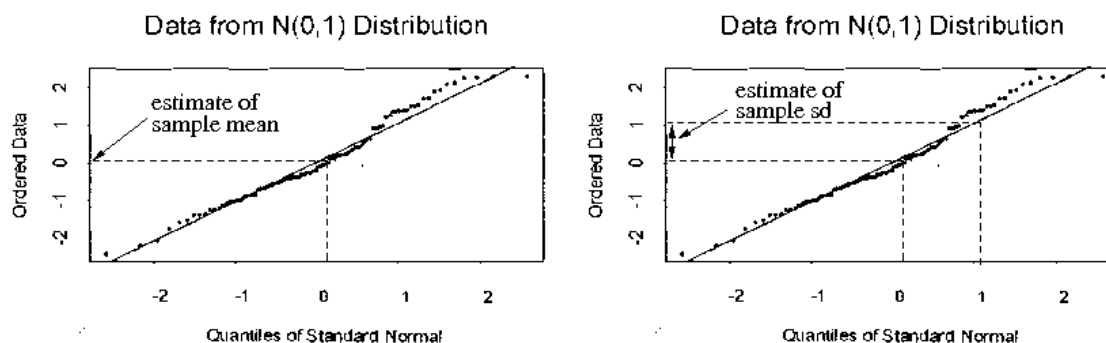 Data from N(0,1) Distribution
estimate of
sample mean
Ordered Data
2
1
0
-1
-2
-2
-1
0
1
2
Quantiles of Standard Normal
Data from N(0,1) Distribution
estimate of
sample sd
Ordered Data
2
1
0
-1
-2
-2
-1
0
1
2
Quantiles of Standard Normal